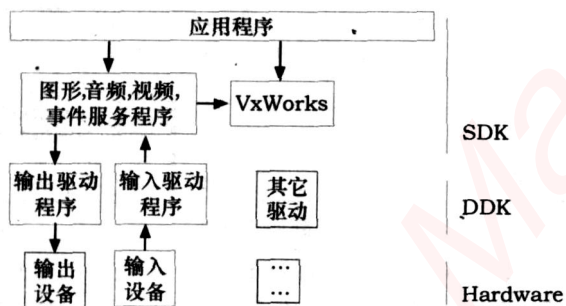 应用程序
图形,音频,视频,
事件服务程序
VxWorks
SDK
输出驱动
程序
输入驱动
程序
其它
驱动
DDK
输出
设备
输入
设备
...
...
Hardware